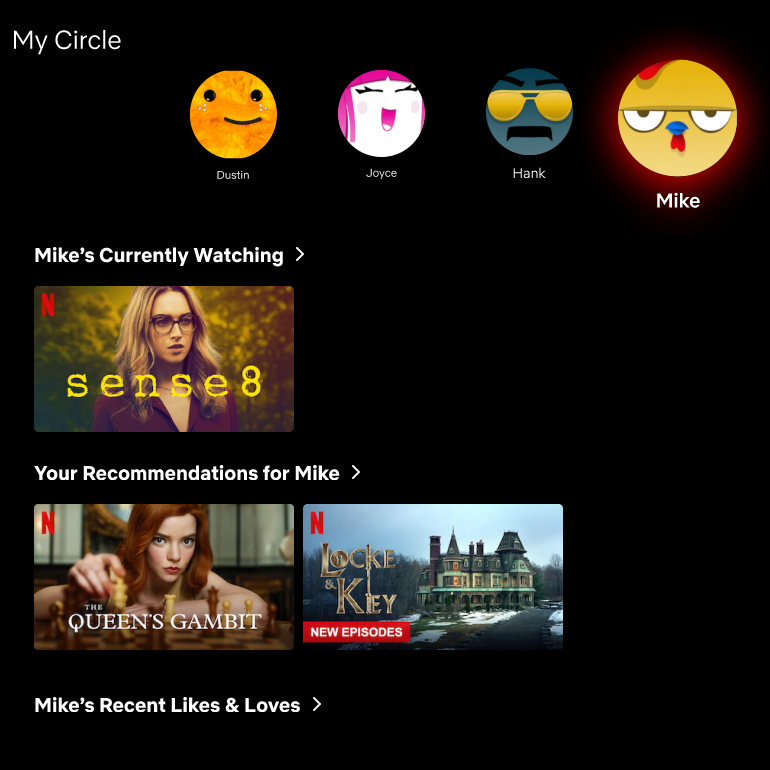 My Circle
Dustin
Joyce
Hank
Mike
Mike’s Currently Watching
N
sense8
Your Recommendations for Mike
N
THE
QUEEN'S GAMBIT
N
LOCKE
& KEY
NEW EPISODES
Mike’s Recent Likes & Loves